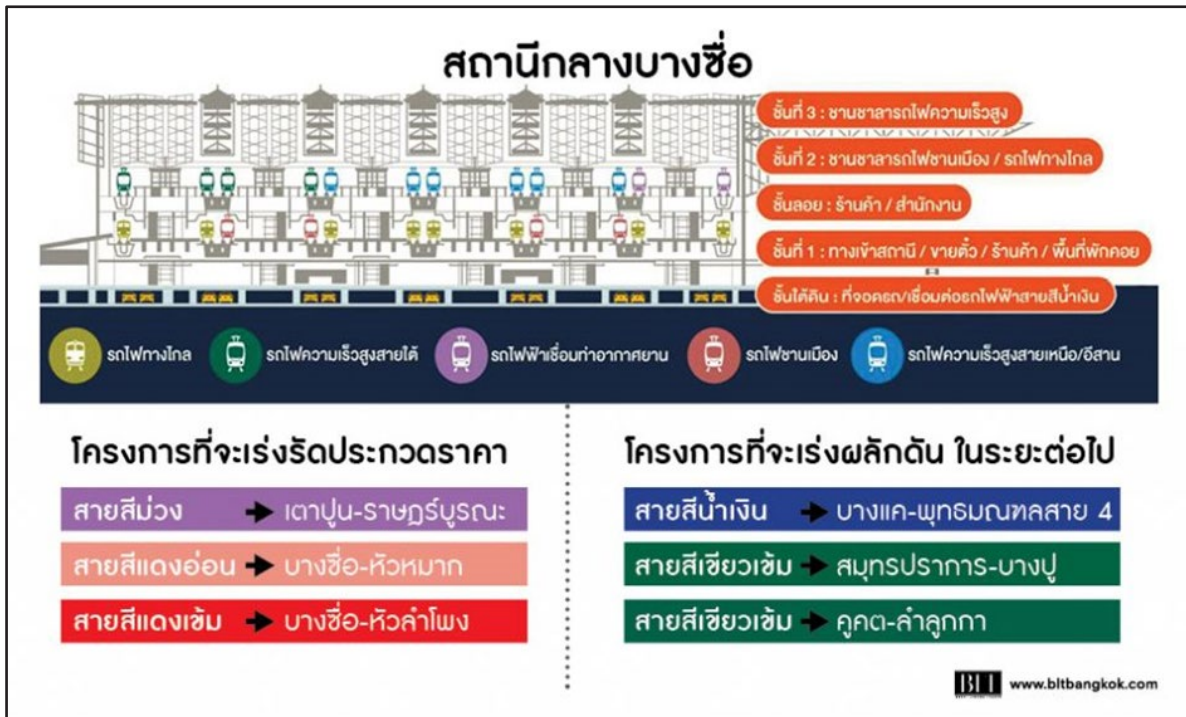 สถานีกลางบางซื่อ
ชั้นที่ 3 : ชานชาลารถไฟความเร็วสูง
ชั้นที่ 2 : ชานชาลารถไฟชานเมือง / รถไฟทางไกล
ชั้นลอย : ร้านค้า / สำนักงาน
ชั้นที่ 1 : ทางเข้าสถานี / ขายตั๋ว / ร้านค้า / พื้นที่พักคอย
ชั้นใต้ดิน : ที่จอดรถ/เชื่อมต่อรถไฟฟ้าสายสีน้ำเงิน
รถไฟทางไกล
รถไฟความเร็วสูงสายใต้
รถไฟฟ้าเชื่อมท่าอากาศยาน
รถไฟชานเมือง
รถไฟความเร็วสูงสายเหนือ/อีสาน
โครงการที่จะเร่งรัดประกวดราคา
สายสีม่วง → เตาปูน-ราษฎร์บูรณะ
สายสีแดงอ่อน → บางซื่อ-หัวหมาก
สายสีแดงเข้ม → บางซื่อ-หัวลำโพง
โครงการที่จะเร่งผลักดัน ในระยะต่อไป
สายสีน้ำเงิน → บางแค-พุทธมณฑลสาย 4
สายสีเขียวเข้ม → สมุทรปราการ-บางปู
สายสีเขียวเข้ม → คูคต-ลำลูกกา
BLT www.bltbangkok.com